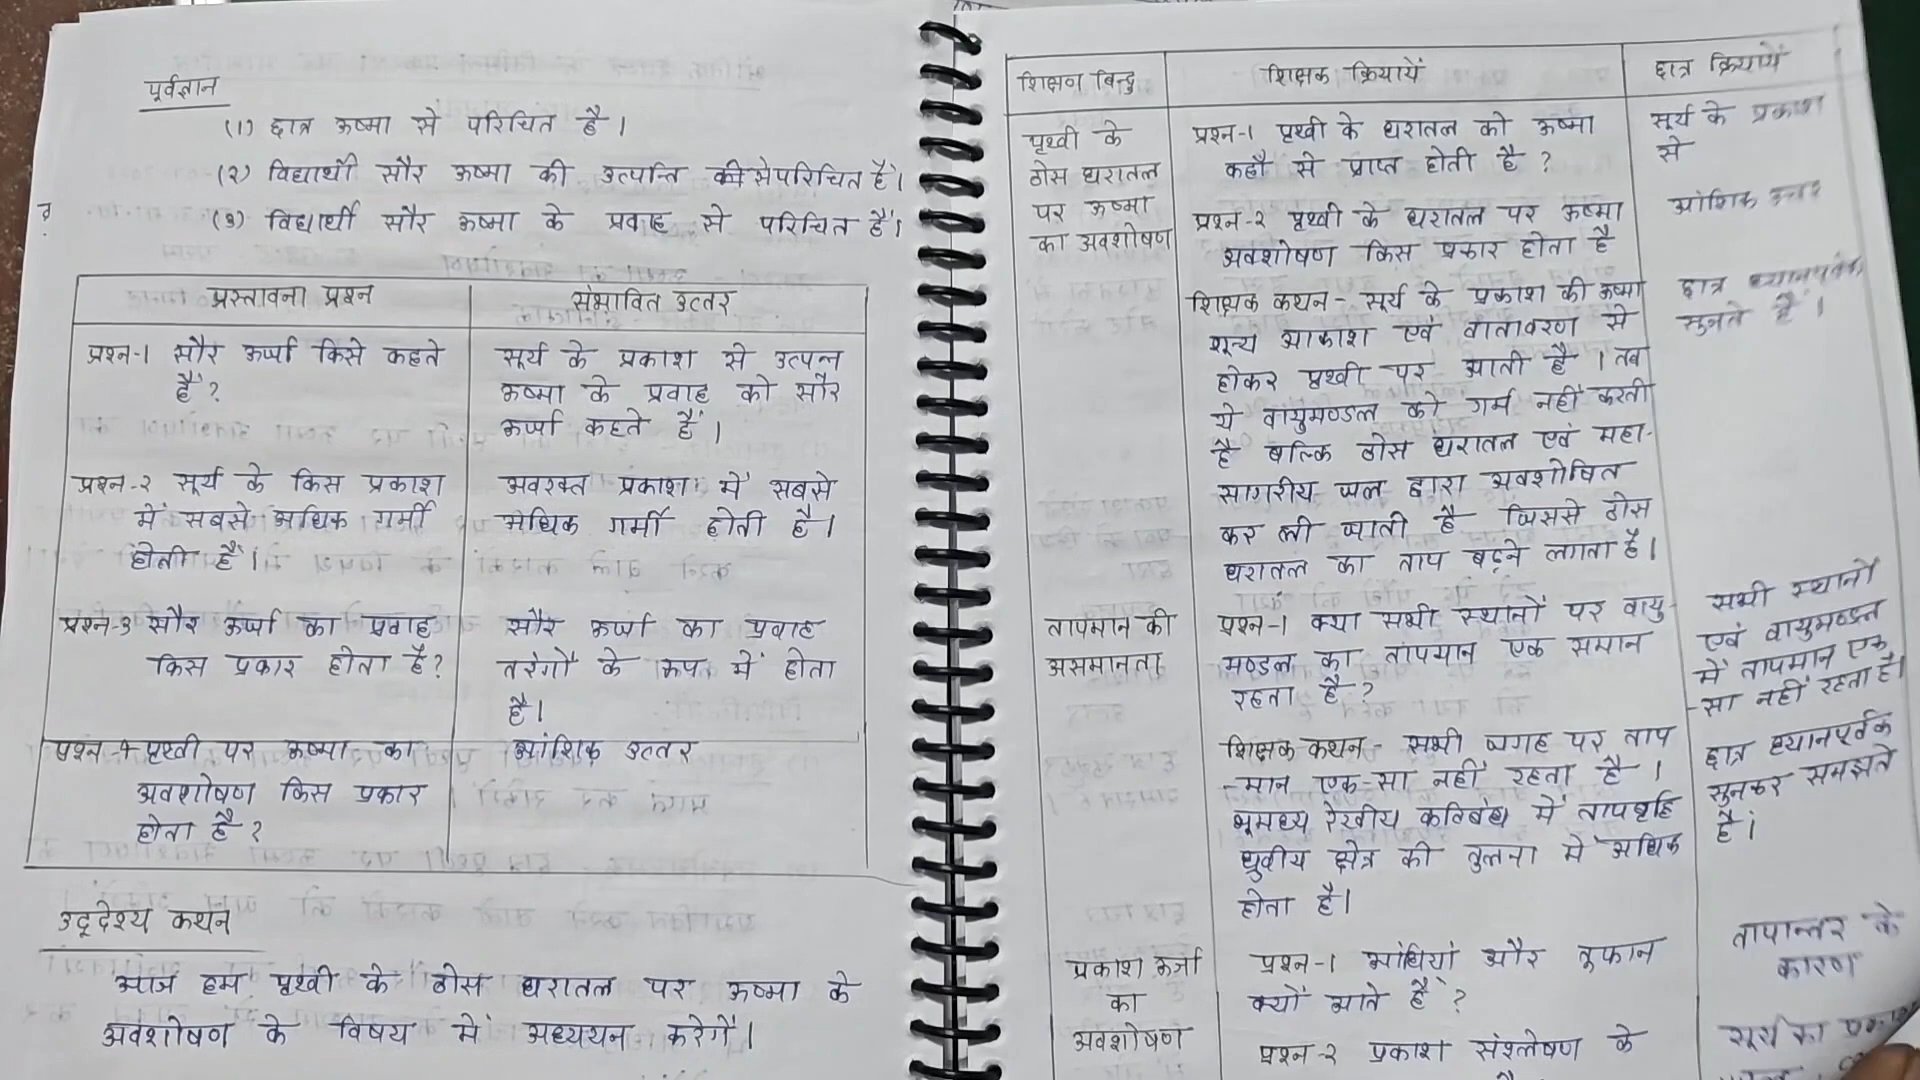 पूर्वज्ञान
(1) छात्र ऊष्मा से परिचित है।
(२) विद्यार्थी सौर ऊष्मा की उत्पत्ति की से परिचित हैं।
(३) विद्यार्थी सौर ऊष्मा के प्रवाह से परिचित हैं।
प्रस्तावना प्रश्न
संभावित उत्तर
प्रश्न-1 सौर ऊर्जा किसे कहते
हैं?
सूर्य के प्रकाश से उत्पन्न
ऊष्मा के प्रवाह को सौर
ऊर्जा कहते हैं।
प्रश्न-२ सूर्य के किस प्रकाश
में सबसे अधिक गर्मी
होती हैं।
अवरक्त प्रकाश में सबसे
अधिक गर्मी होती है।
प्रश्न-३ सौर ऊर्जा का प्रवाह
किस प्रकार होता है?
सौर ऊर्जा का प्रवाह
तरंगों के रूप में होता
है।
प्रश्न-4 पृथ्वी पर ऊष्मा का
अवशोषण किस प्रकार
होता है?
आंशिक उत्तर
उद्देश्य कथन
आज हम पृथ्वी के ठोस धरातल पर ऊष्मा के
अवशोषण के विषय में अध्ययन करेगें।
शिक्षण बिन्दु
शिक्षक क्रियायें
छात्र क्रियायें
पृथ्वी के
ठोस धरातल
पर ऊष्मा
का अवशोषण
प्रश्न-1 पृथ्वी के धरातल को ऊष्मा
कहाँ से प्राप्त होती है?
सूर्य के प्रकाश
से
प्रश्न-२ पृथ्वी के धरातल पर ऊष्मा
अवशोषण किस प्रकार होता है
आंशिक उत्तर
शिक्षक कथन - सूर्य के प्रकाश की ऊष्मा
शून्य आकाश एवं वातावरण से
होकर पृथ्वी पर आती है। तब
ये वायुमण्डल को गर्म नहीं करती
है बल्कि ठोस धरातल एवं महा-
सागरीय जल द्वारा अवशोषित
कर ली जाती है जिससे ठोस
धरातल का ताप बढ़ने लगता है।
छात्र ध्यानपूर्वक
सुनते हैं।
तापमान की
असमानता
प्रश्न-1 क्या सभी स्थानों पर वायु-
मण्डल का तापमान एक समान
रहता है?
सभी स्थानों
एवं वायुमण्डल
में तापमान एक
-सा नहीं रहता है।
शिक्षक कथन - सभी जगह पर ताप
-मान एक-सा नहीं रहता है।
भूमध्य रेखीय कटिबंध में तापवृद्धि
ध्रुवीय क्षेत्र की तुलना में अधिक
होता है।
छात्र ध्यानपूर्वक
सुनकर समझते
हैं।
प्रकाश ऊर्जा
का
अवशोषण
प्रश्न-1 आंधियां और तूफान
क्यों आते हैं?
तापान्तर के
कारण
प्रश्न-२ प्रकाश संश्लेषण के
सूर्य का